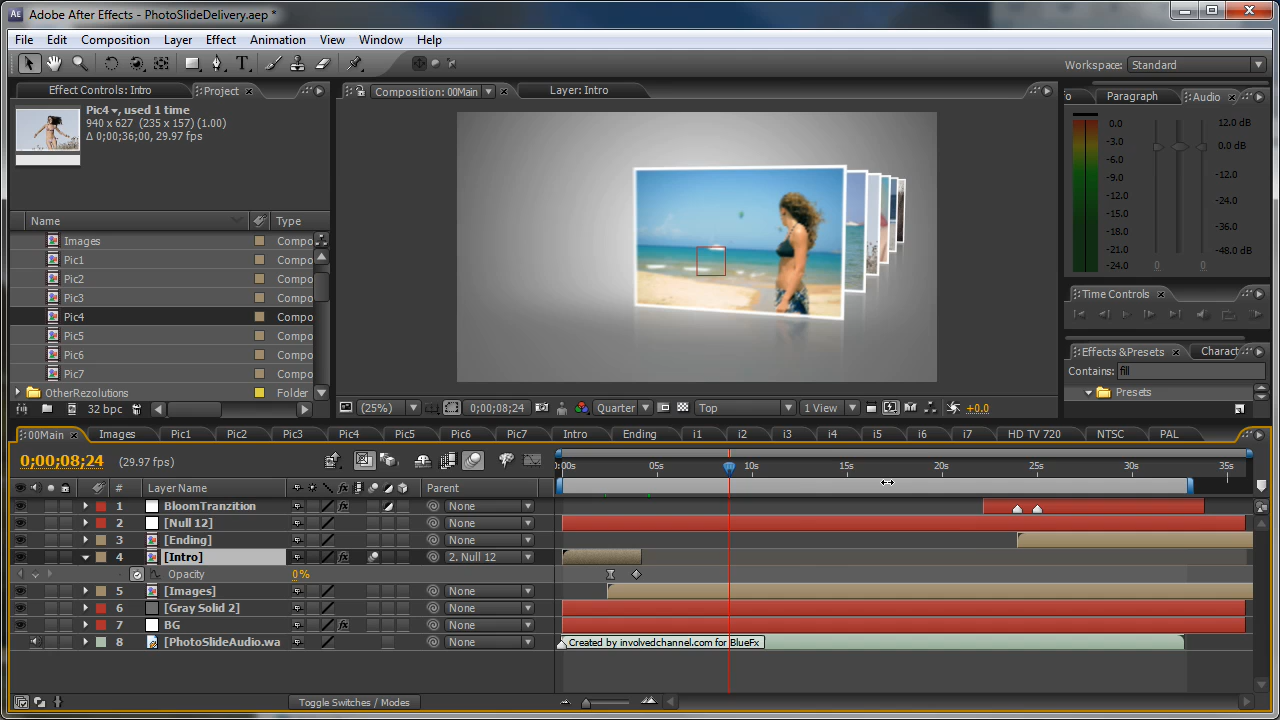 Adobe After Effects - PhotoSlideDelivery.aep *
File Edit Composition Layer Effect Animation View Window Help
Workspace: Standard
Effect Controls: Intro
Project
Pic4, used 1 time
940 x 627 (235 x 157) (1.00)
Δ 0;00;36;00, 29.97 fps
Name Type
Images Compo
Pic1 Compo
Pic2 Compo
Pic3 Compo
Pic4 Compo
Pic5 Compo
Pic6 Compo
Pic7 Compo
OtherRezolutions Folder
32 bpc
Composition: 00Main
Layer: Intro
(25%) 0;00;08;24 Quarter Top 1 View +0.0
o Paragraph Audio
0.0 12.0 dB
-3.0 0.0 dB
-6.0
-9.0 -12.0
-12.0
-15.0 -24.0
-18.0 -36.0
-21.0 -48.0 dB
-24.0 0 0
Time Controls
Effects & Presets Charact
Contains: fill
Presets
00Main Images Pic1 Pic2 Pic3 Pic4 Pic5 Pic6 Pic7 Intro Ending i1 i2 i3 i4 i5 i6 i7 HD TV 720 NTSC PAL
0;00;08;24 (29.97 fps)
):00s 05s 10s 15s 20s 25s 30s 35s
# Layer Name fx Parent
1 BloomTranzition None
2 [Null 12] None
3 [Ending] None
4 [Intro] 2. Null 12
Opacity 0%
5 [Images] None
6 [Gray Solid 2] None
7 BG None
8 [PhotoSlideAudio.wa None
Created by involvedchannel.com for BlueFx
Toggle Switches / Modes